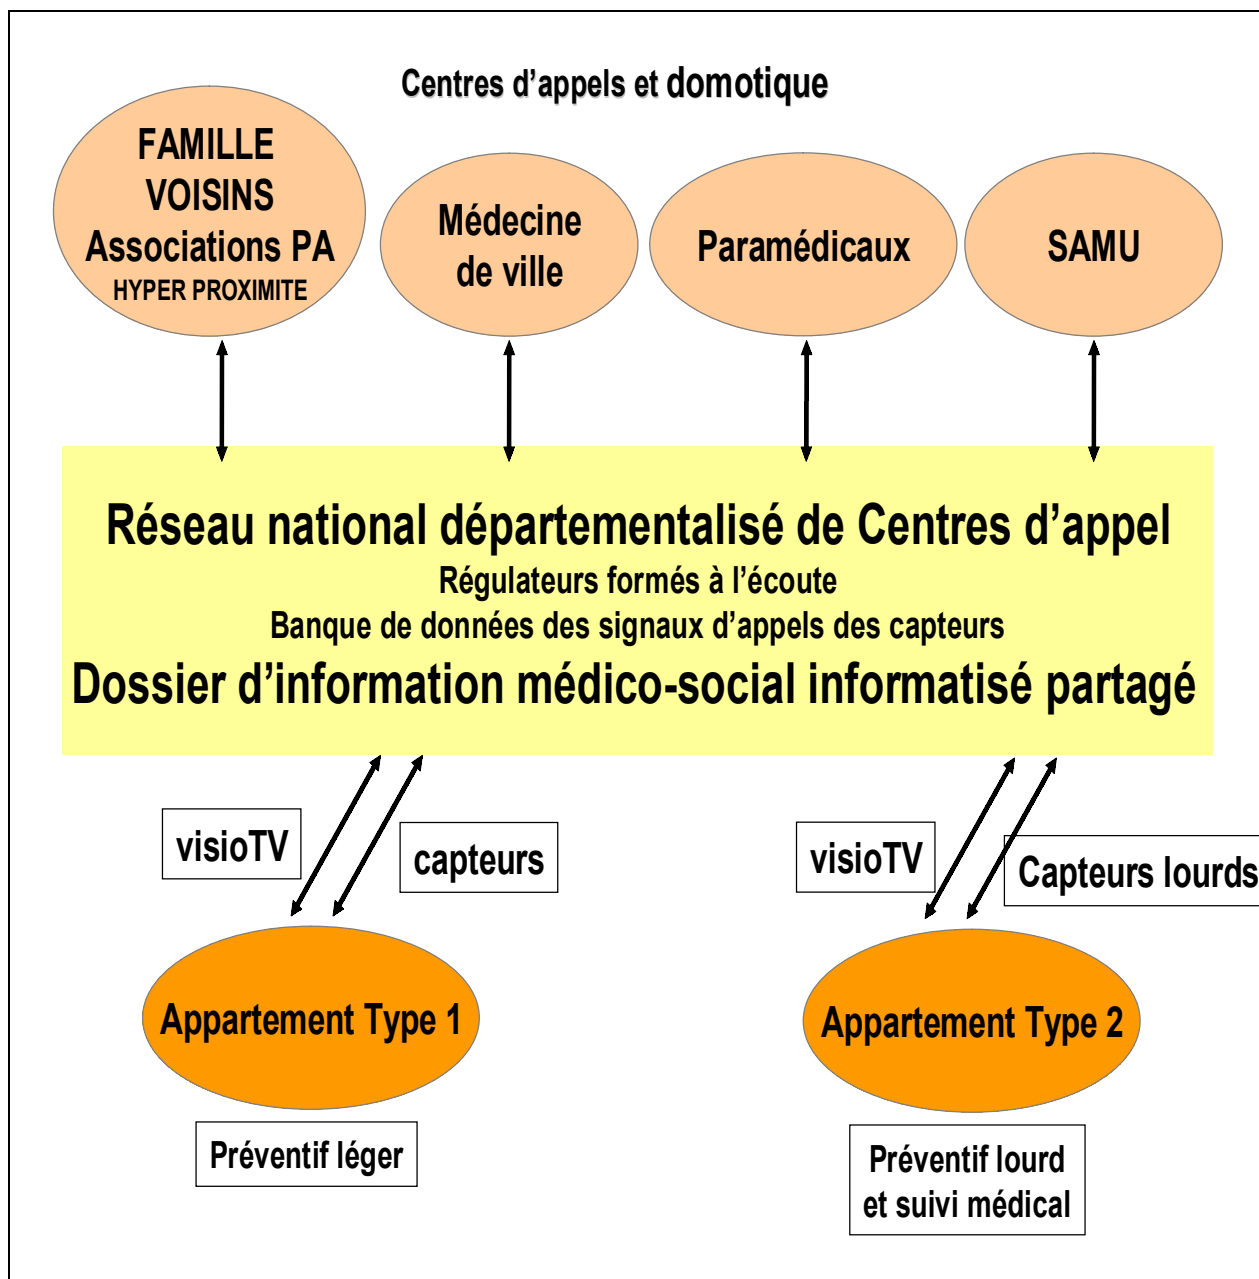 Centres d'appels et domotique
FAMILLE
VOISINS
Associations PA
HYPER PROXIMITE
Médecine
de ville
Paramédicaux
SAMU
Réseau national départementalisé de Centres d’appel
Régulateurs formés à l’écoute
Banque de données des signaux d’appels des capteurs
Dossier d’information médico-social informatisé partagé
visioTV
capteurs
visioTV
Capteurs lourds
Appartement Type 1
Appartement Type 2
Préventif léger
Préventif lourd
et suivi médical